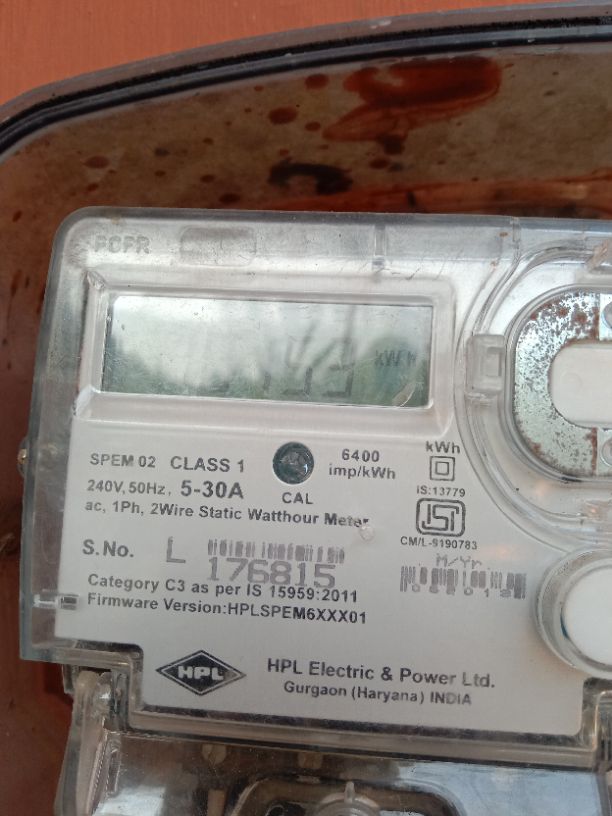 kWh
SPEM 02 CLASS 1
6400
imp/kWh
kWh
240V, 50Hz, 5-30A
CAL
IS:13779
ac, 1Ph, 2Wire Static Watthour Meter
ISI
CM/L-9190783
S.No. L 176815
M/Yr.
Category C3 as per IS 15959:2011
Firmware Version:HPLSPEM6XXX01
HPL
HPL Electric & Power Ltd.
Gurgaon (Haryana) INDIA